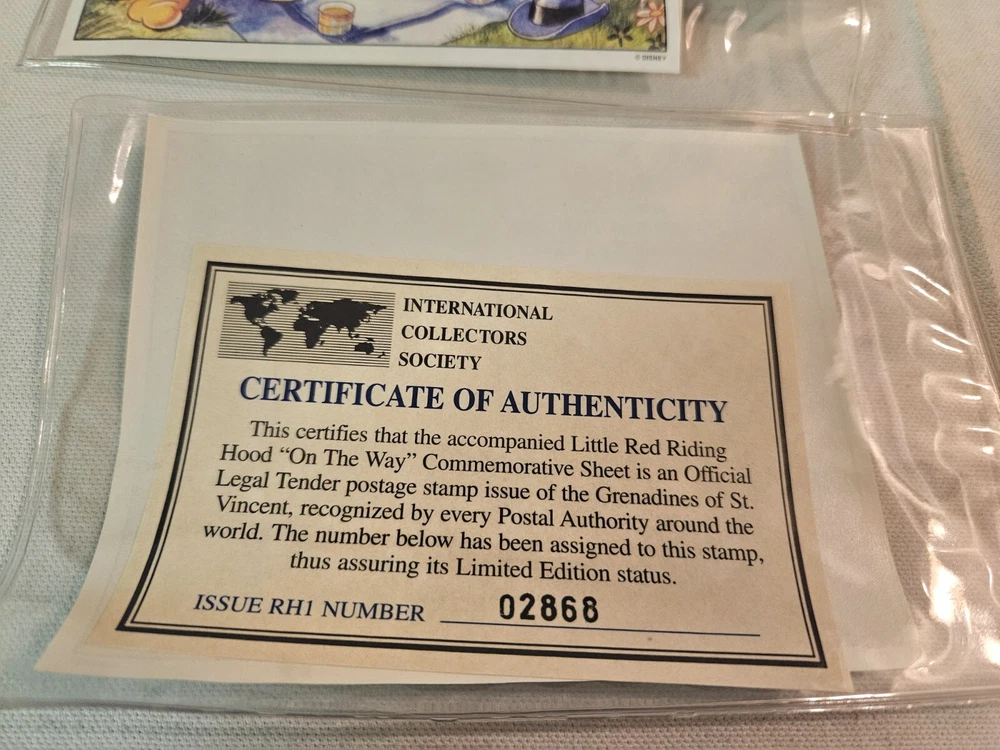 © DISNEY
INTERNATIONAL
COLLECTORS
SOCIETY
CERTIFICATE OF AUTHENTICITY
This certifies that the accompanied Little Red Riding
Hood “On The Way” Commemorative Sheet is an Official
Legal Tender postage stamp issue of the Grenadines of St.
Vincent, recognized by every Postal Authority around the
world. The number below has been assigned to this stamp,
thus assuring its Limited Edition status.
ISSUE RH1 NUMBER 02868